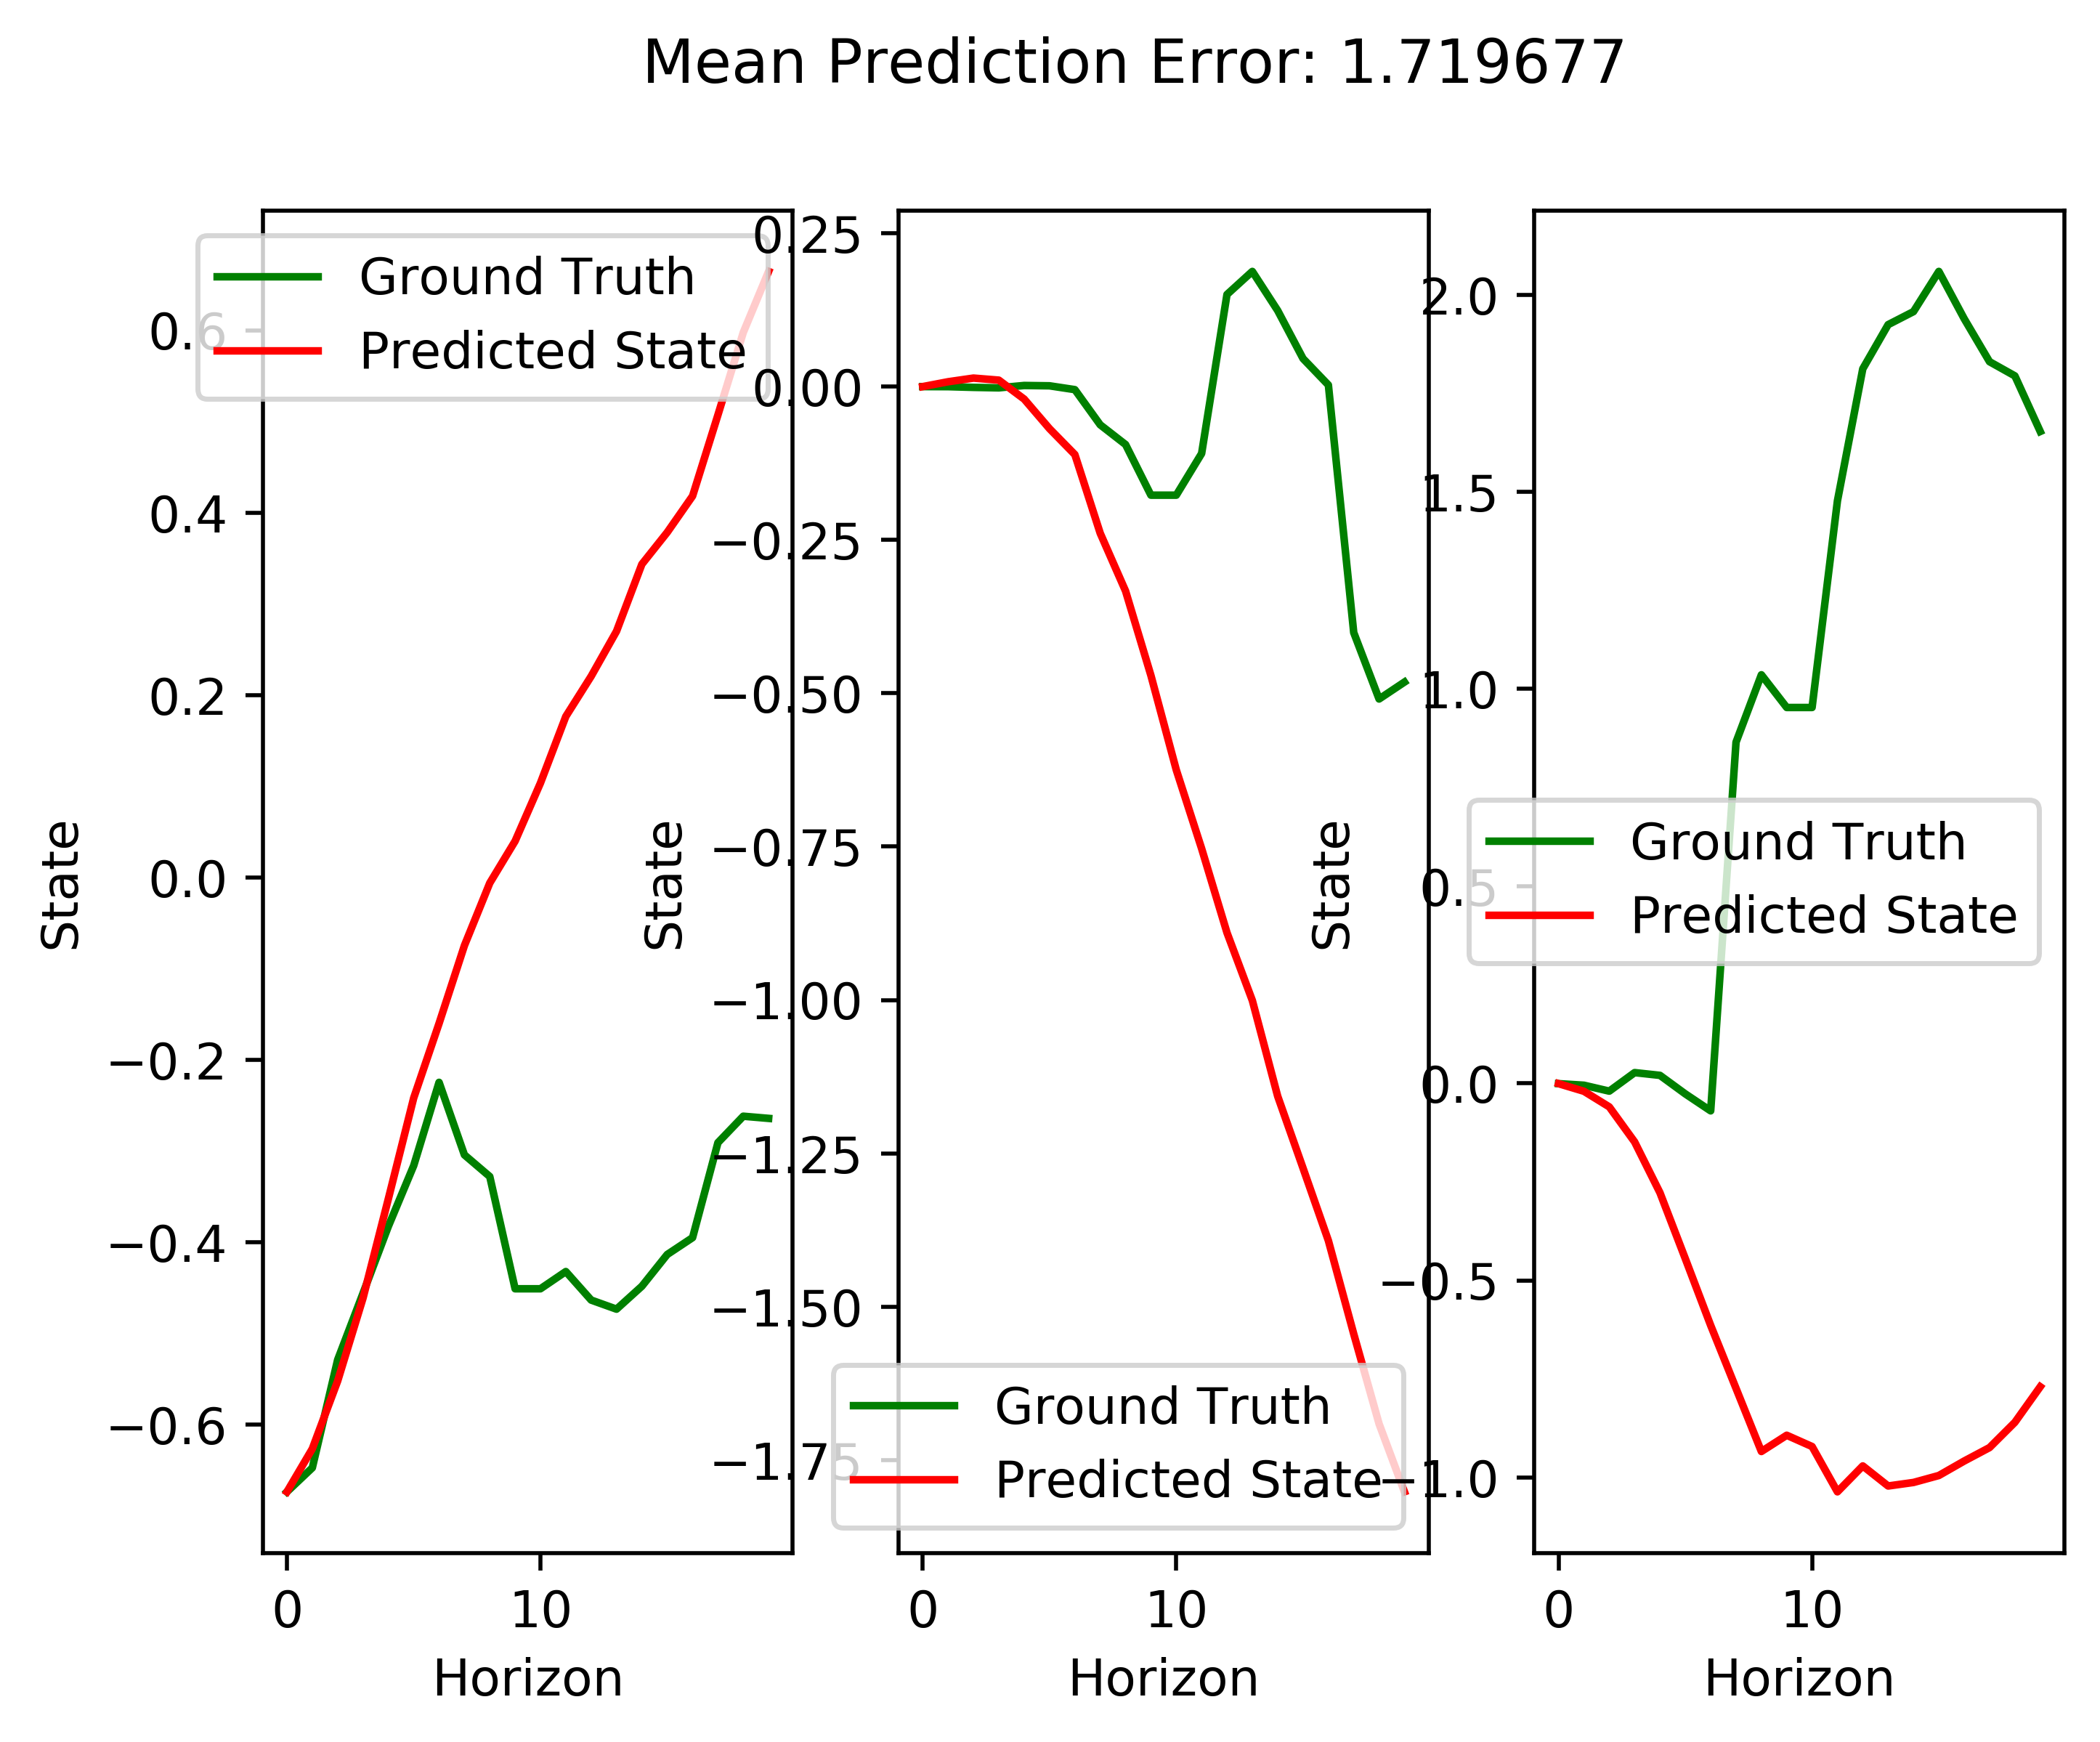 Mean Prediction Error: 1.719677
Ground Truth
Predicted State
0.6
0.4
0.2
0.0
−0.2
−0.4
−0.6
State
0
10
Horizon
0.25
0.00
−0.25
−0.50
−0.75
−1.00
−1.25
−1.50
−1.75
State
Ground Truth
Predicted State
0
10
Horizon
2.0
1.5
1.0
0.5
0.0
−0.5
−1.0
State
Ground Truth
Predicted State
0
10
Horizon